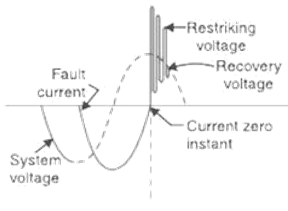 Restriking
voltage
Recovery
voltage
Fault
current
Current zero
instant
System
voltage